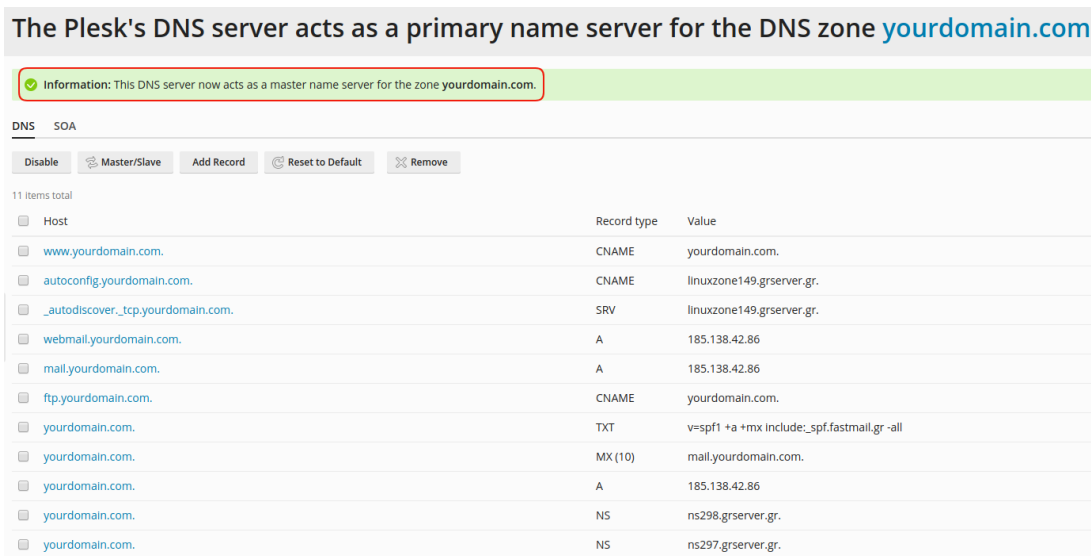 The Plesk's DNS server acts as a primary name server for the DNS zone yourdomain.com
Information: This DNS server now acts as a master name server for the zone yourdomain.com.
DNS SOA
Disable Master/Slave Add Record Reset to Default Remove
11 items total
Host Record type Value
www.yourdomain.com. CNAME yourdomain.com.
autoconfig.yourdomain.com. CNAME linuxzone149.grserver.gr.
_autodiscover._tcp.yourdomain.com. SRV linuxzone149.grserver.gr.
webmail.yourdomain.com. A 185.138.42.86
mail.yourdomain.com. A 185.138.42.86
ftp.yourdomain.com. CNAME yourdomain.com.
yourdomain.com. TXT v=spf1 +a +mx include:_spf.fastmail.gr -all
yourdomain.com. MX (10) mail.yourdomain.com.
yourdomain.com. A 185.138.42.86
yourdomain.com. NS ns298.grserver.gr.
yourdomain.com. NS ns297.grserver.gr.